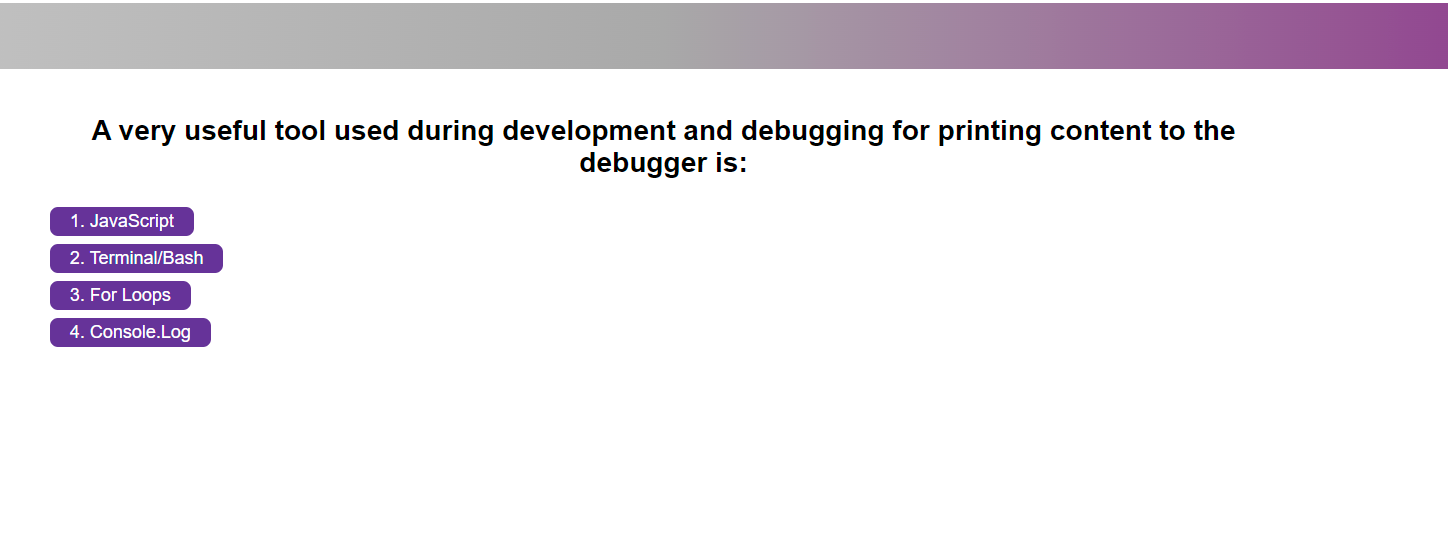 A very useful tool used during development and debugging for printing content to the
debugger is:
1. JavaScript
2. Terminal/Bash
3. For Loops
4. Console.Log